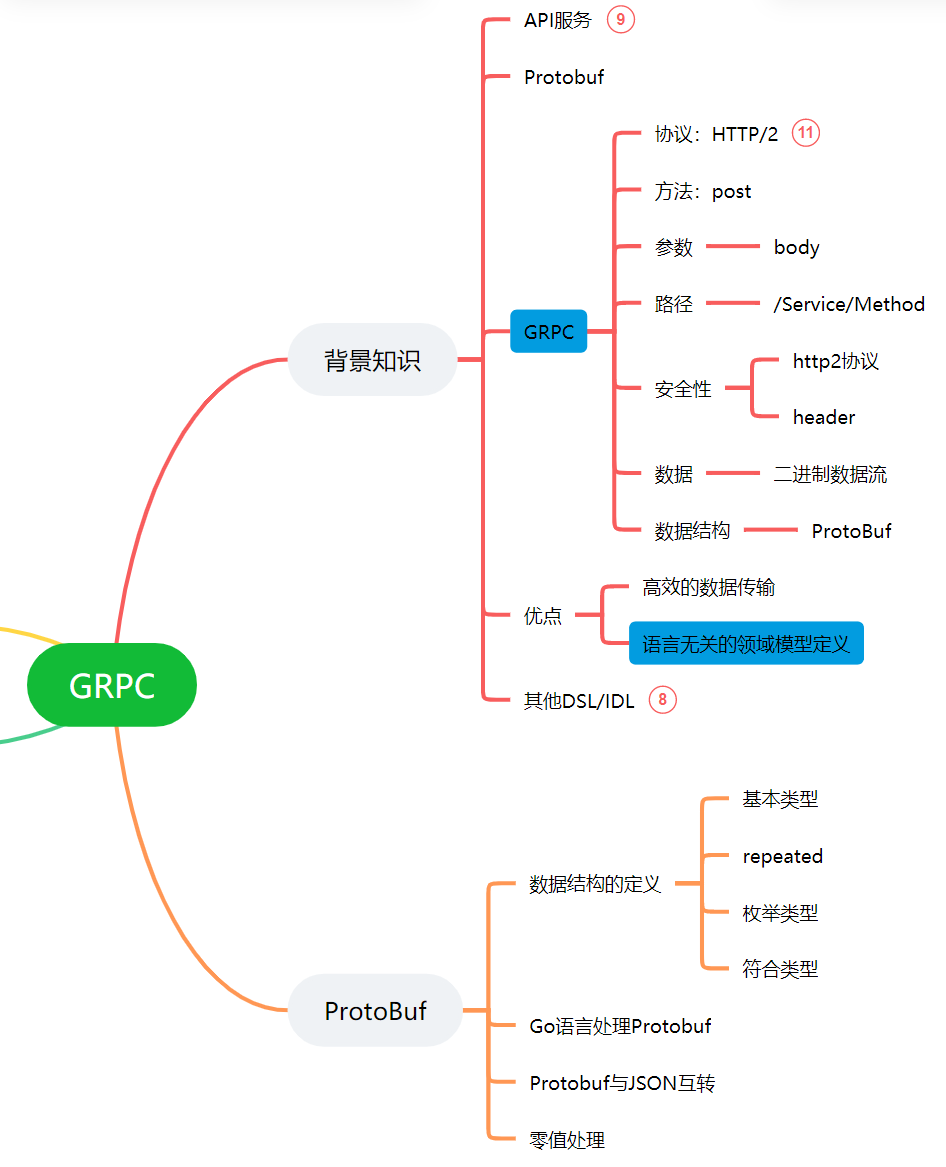 API服务 9
Protobuf
协议：HTTP/2 11
方法：post
参数 body
路径 /Service/Method
GRPC
背景知识
安全性
http2协议
header
数据 二进制数据流
数据结构 ProtoBuf
优点
高效的数据传输
语言无关的领域模型定义
其他DSL/IDL 8
GRPC
ProtoBuf
数据结构的定义
基本类型
repeated
枚举类型
符合类型
Go语言处理Protobuf
Protobuf与JSON互转
零值处理